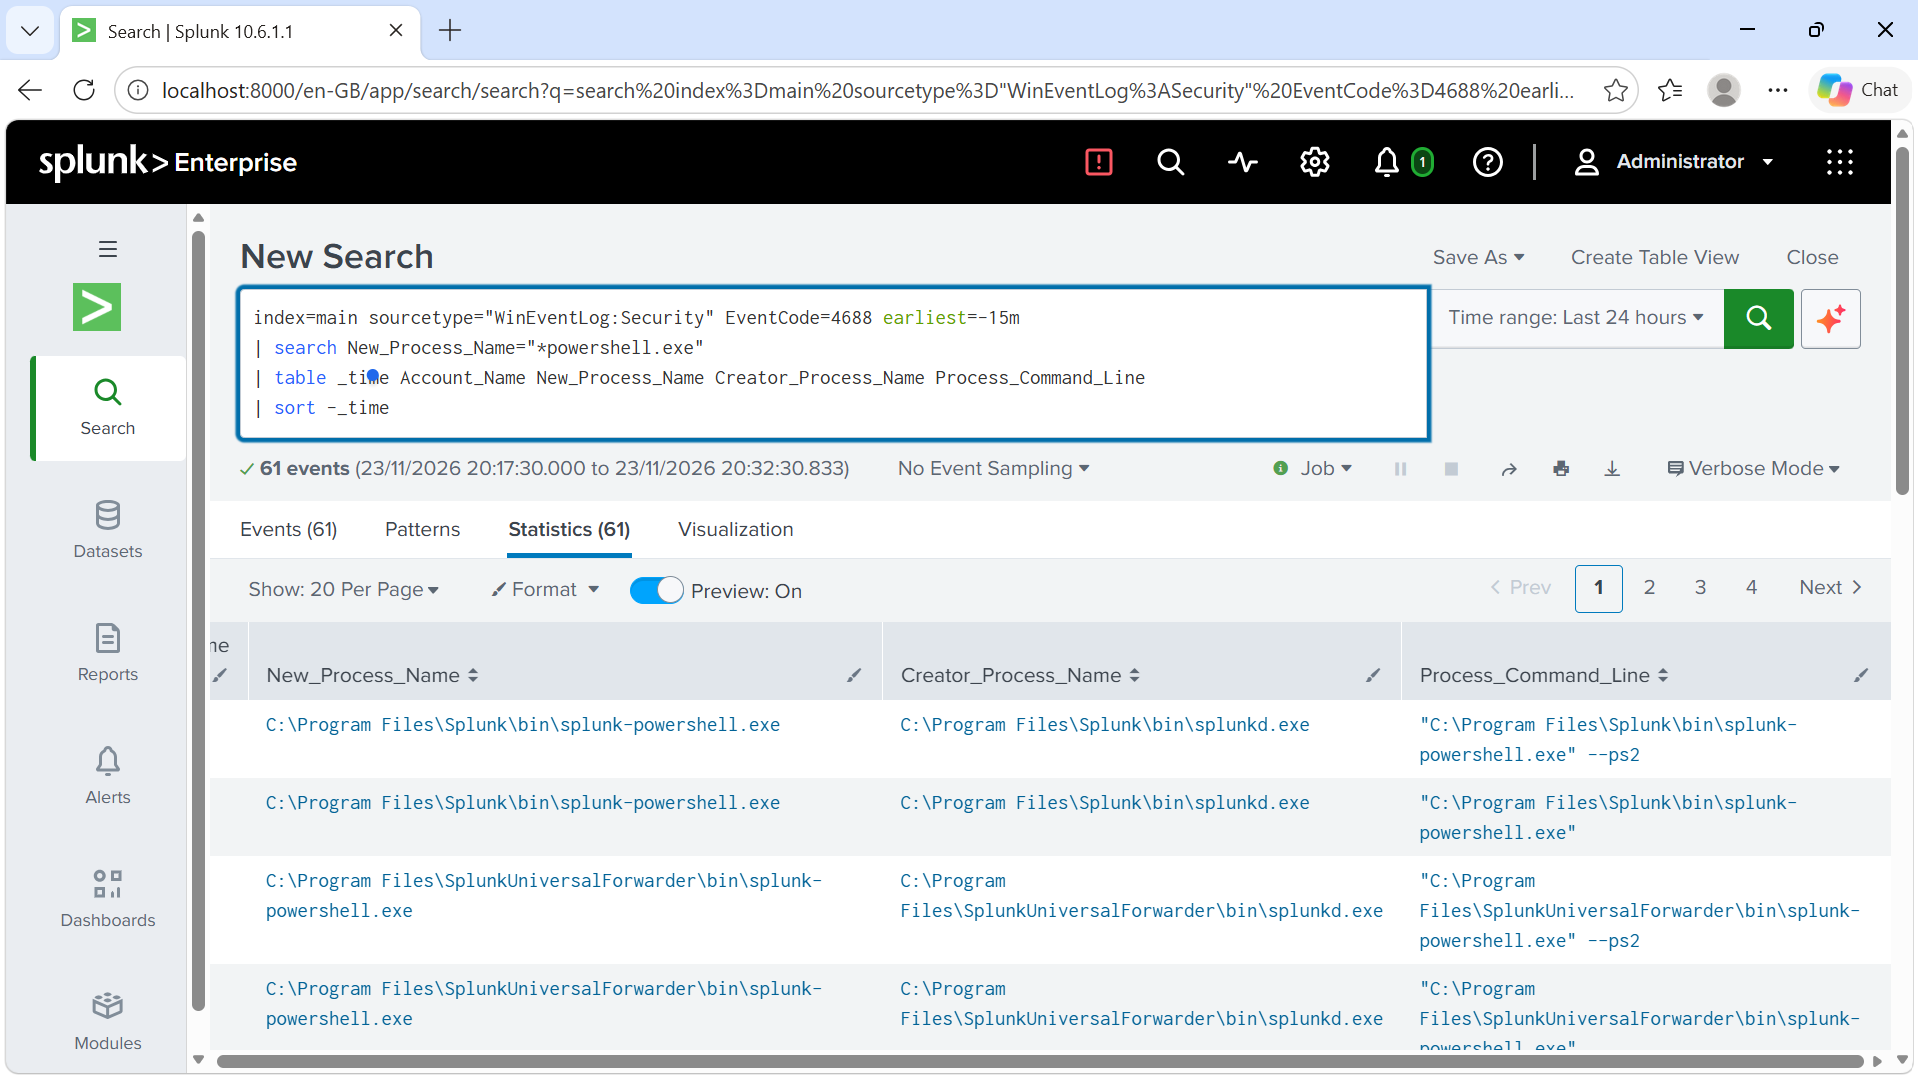 Search | Splunk 10.6.1.1
localhost:8000/en-GB/app/search/search?q=search%20index%3Dmain%20sourcetype%3D"WinEventLog%3ASecurity"%20EventCode%3D4688%20earli...
Chat
splunk>Enterprise
1
Administrator
New Search
Save As
Create Table View
Close
index=main sourcetype="WinEventLog:Security" EventCode=4688 earliest=-15m
| search New_Process_Name="*powershell.exe"
| table _time Account_Name New_Process_Name Creator_Process_Name Process_Command_Line
| sort -_time
Time range: Last 24 hours
61 events (23/11/2026 20:17:30.000 to 23/11/2026 20:32:30.833)
No Event Sampling
Job
Verbose Mode
Search
Datasets
Reports
Alerts
Dashboards
Modules
Events (61)
Patterns
Statistics (61)
Visualization
Show: 20 Per Page
Format
Preview: On
Prev
1
2
3
4
Next
me
New_Process_Name
Creator_Process_Name
Process_Command_Line
C:\Program Files\Splunk\bin\splunk-powershell.exe
C:\Program Files\Splunk\bin\splunkd.exe
"C:\Program Files\Splunk\bin\splunk-
powershell.exe" --ps2
C:\Program Files\Splunk\bin\splunk-powershell.exe
C:\Program Files\Splunk\bin\splunkd.exe
"C:\Program Files\Splunk\bin\splunk-
powershell.exe"
C:\Program Files\SplunkUniversalForwarder\bin\splunk-
powershell.exe
C:\Program
Files\SplunkUniversalForwarder\bin\splunkd.exe
"C:\Program
Files\SplunkUniversalForwarder\bin\splunk-
powershell.exe" --ps2
C:\Program Files\SplunkUniversalForwarder\bin\splunk-
powershell.exe
C:\Program
Files\SplunkUniversalForwarder\bin\splunkd.exe
"C:\Program
Files\SplunkUniversalForwarder\bin\splunk-
powershell.exe"